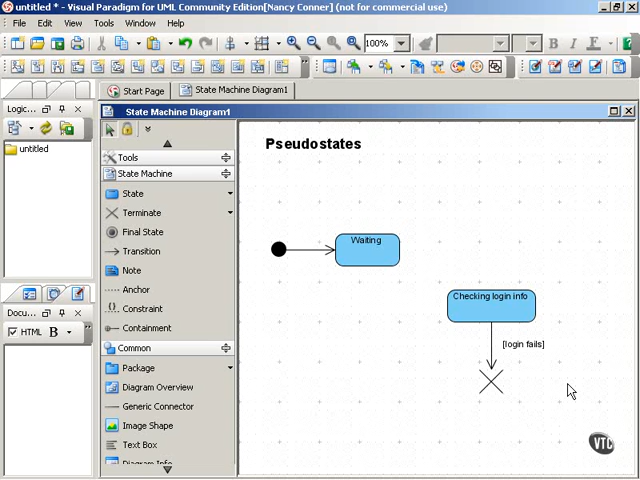 untitled * - Visual Paradigm for UML Community Edition[Nancy Conner] (not for commercial use)
File Edit View Tools Window Help
100%
B I F
Start Page State Machine Diagram1
Logic...
State Machine Diagram1
untitled
Pseudostates
Tools
State Machine
State
Terminate
Final State
Transition
Note
Anchor
Constraint
Containment
Common
Package
Diagram Overview
Generic Connector
Image Shape
Text Box
Diagram Info
Waiting
Checking login info
[login fails]
Docu...
HTML B
VTC